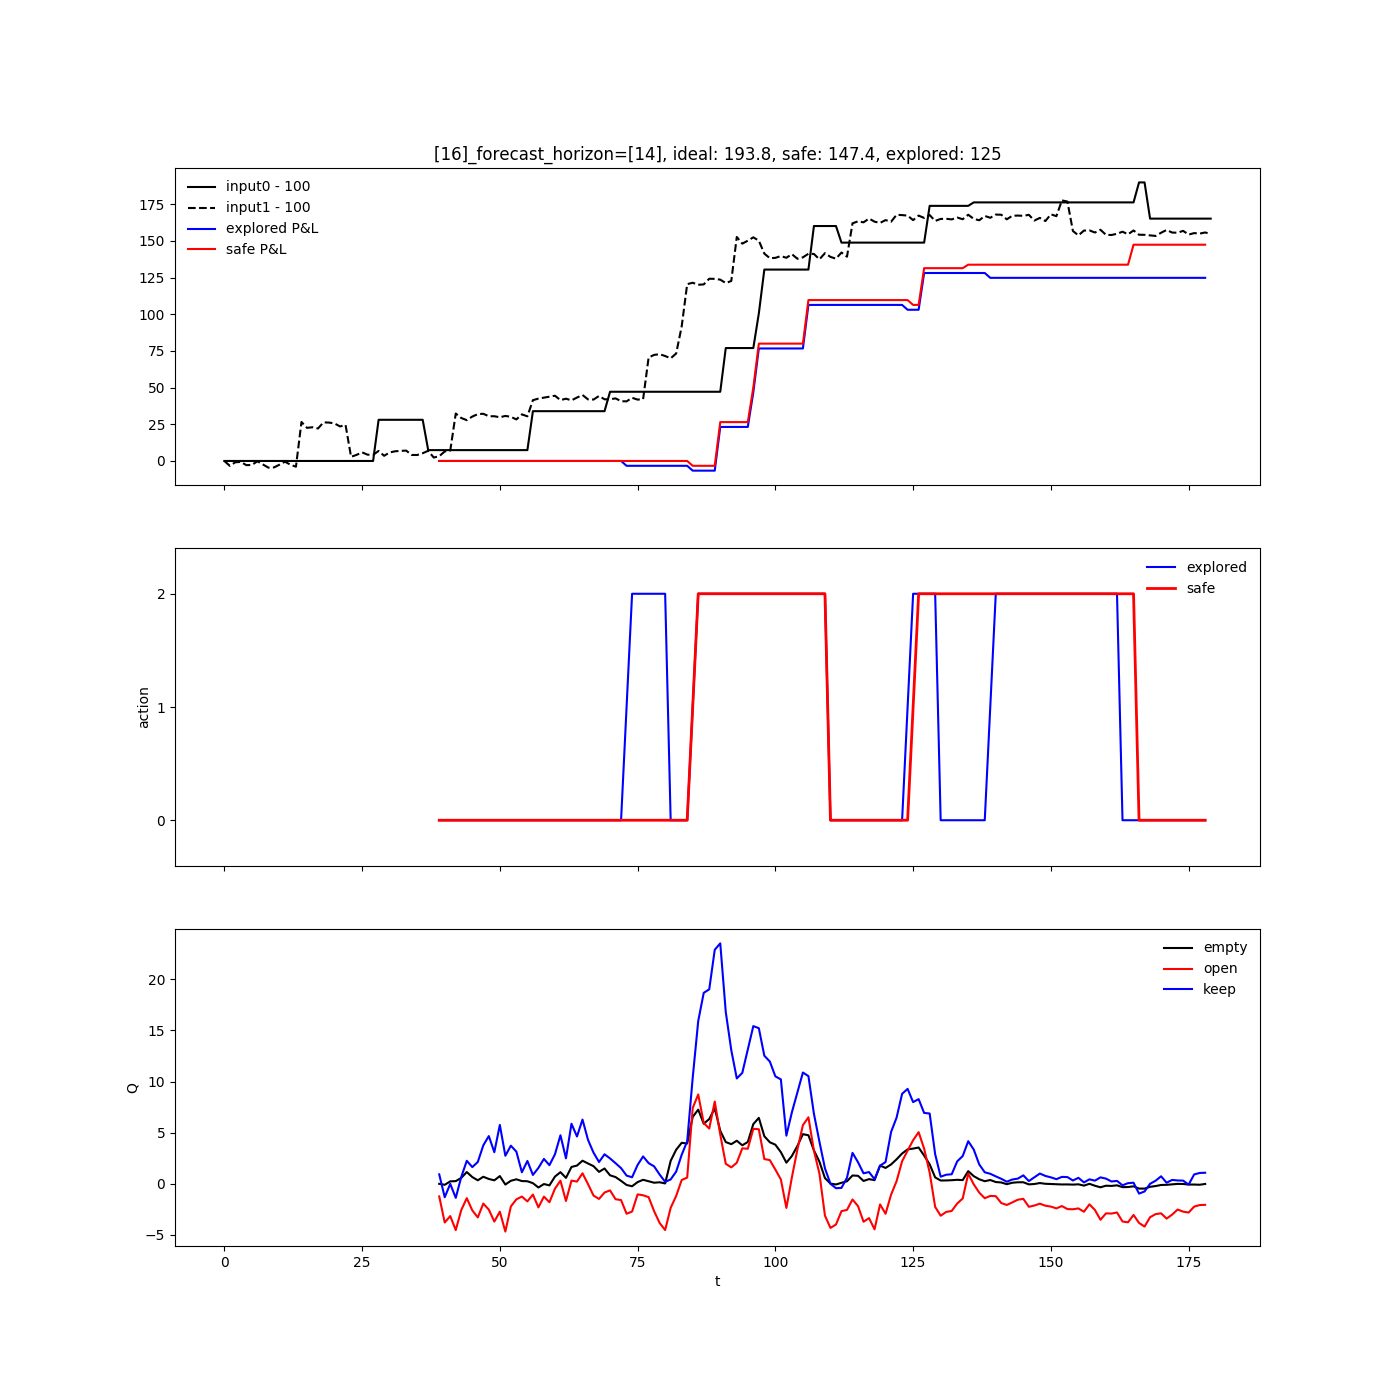 [16]_forecast_horizon=[14], ideal: 193.8, safe: 147.4, explored: 125
input0 - 100
input1 - 100
explored P&L
safe P&L
175
150
125
100
75
50
25
0
explored
safe
action
2
1
0
empty
open
keep
Q
20
15
10
5
0
−5
0 25 50 75 100 125 150 175
t